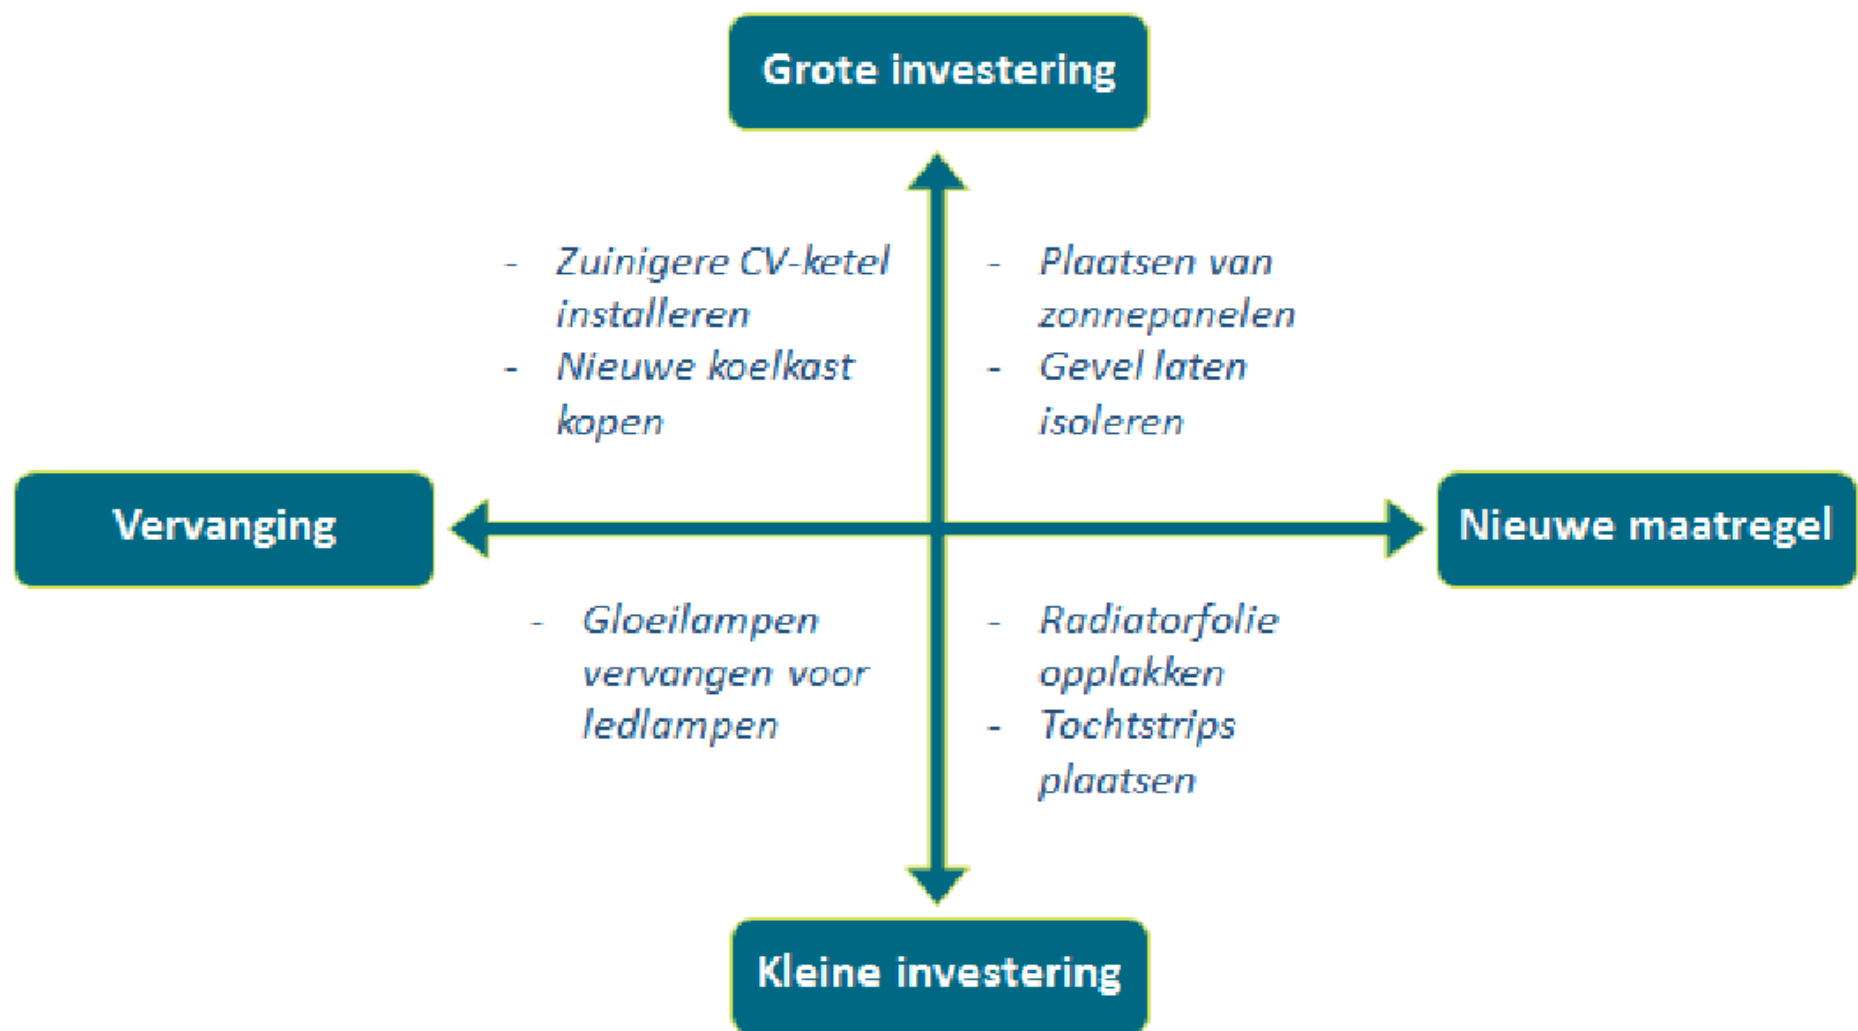 Grote investering
- Zuinigere CV-ketel
installeren
- Nieuwe koelkast
kopen
- Plaatsen van
zonnepanelen
- Gevel laten
isoleren
Vervanging
Nieuwe maatregel
- Gloeilampen
vervangen voor
ledlampen
- Radiatorfolie
opplakken
- Tochtstrips
plaatsen
Kleine investering